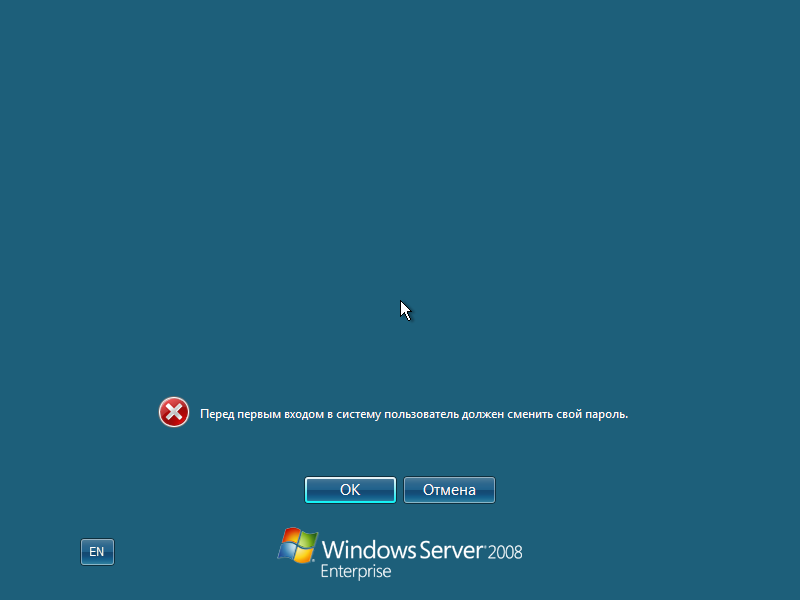 Перед первым входом в систему пользователь должен сменить свой пароль.
OK
Отмена
EN
Windows Server 2008
Enterprise